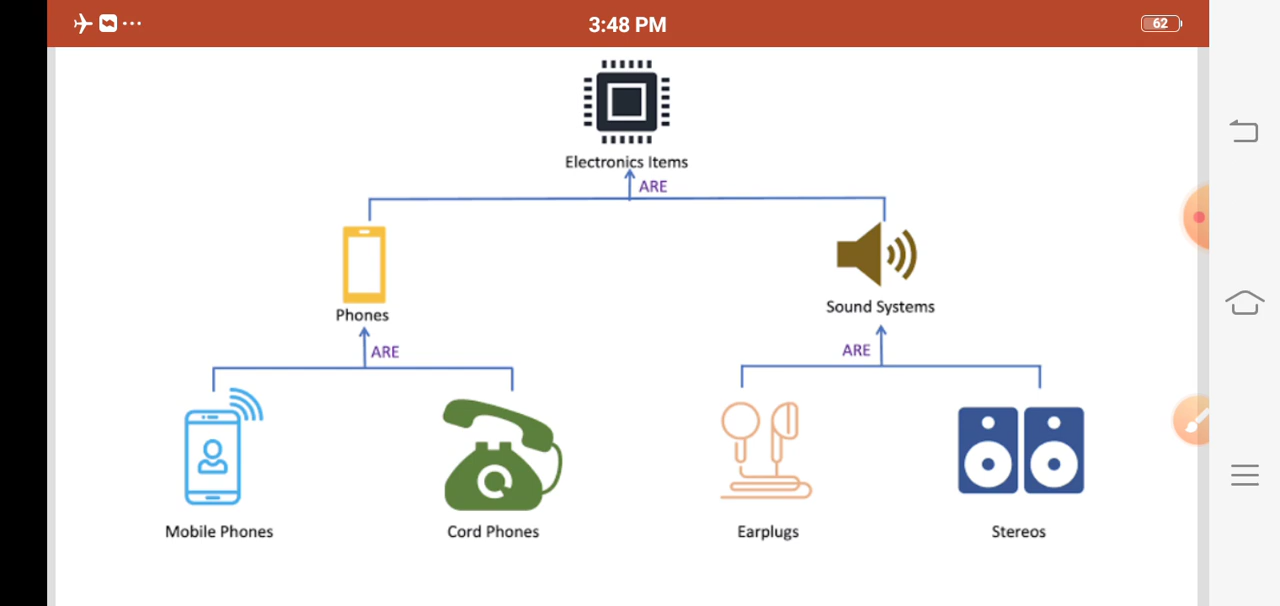 3:48 PM
62
Electronics Items
ARE
Phones
Sound Systems
ARE
ARE
Mobile Phones
Cord Phones
Earplugs
Stereos